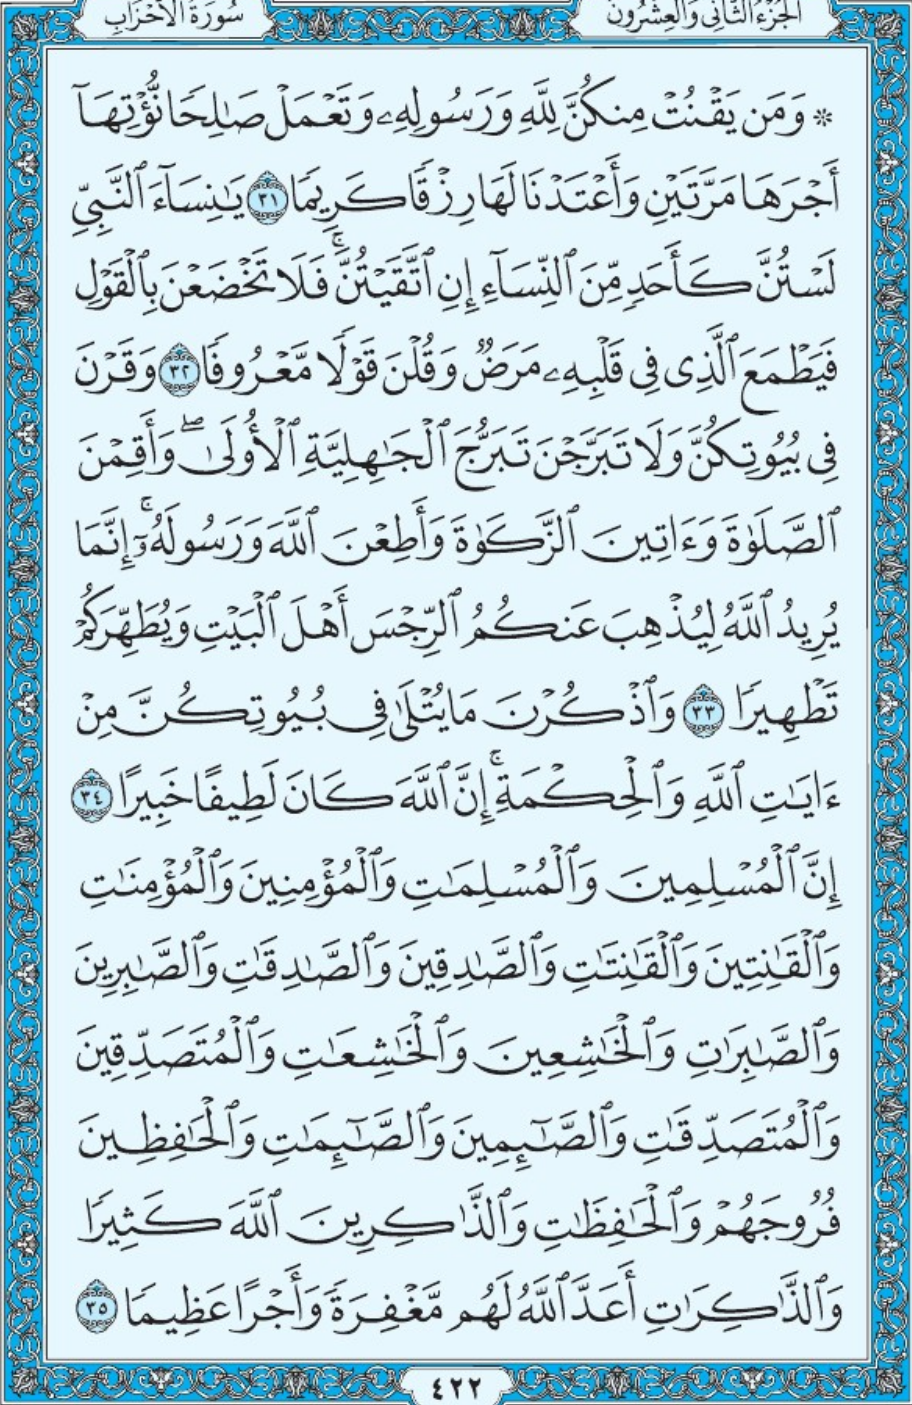 الجزء الثاني والعشرون
سورة الأحزاب
۞ وَمَن يَقْنُتْ مِنكُنَّ لِلَّهِ وَرَسُولِهِۦ وَتَعْمَلْ صَٰلِحًا نُّؤْتِهَآ
أَجْرَهَا مَرَّتَيْنِ وَأَعْتَدْنَا لَهَا رِزْقًا كَرِيمًا ٣١ يَٰنِسَآءَ ٱلنَّبِيِّ
لَسْتُنَّ كَأَحَدٍ مِّنَ ٱلنِّسَآءِ إِنِ ٱتَّقَيْتُنَّۚ فَلَا تَخْضَعْنَ بِٱلْقَوْلِ
فَيَطْمَعَ ٱلَّذِى فِى قَلْبِهِۦ مَرَضٌ وَقُلْنَ قَوْلًا مَّعْرُوفًا ٣٢ وَقَرْنَ
فِى بُيُوتِكُنَّ وَلَا تَبَرَّجْنَ تَبَرُّجَ ٱلْجَٰهِلِيَّةِ ٱلْأُولَىٰۖ وَأَقِمْنَ
ٱلصَّلَوٰةَ وَءَاتِينَ ٱلزَّكَوٰةَ وَأَطِعْنَ ٱللَّهَ وَرَسُولَهُۥٓۚ إِنَّمَا
يُرِيدُ ٱللَّهُ لِيُذْهِبَ عَنكُمُ ٱلرِّجْسَ أَهْلَ ٱلْبَيْتِ وَيُطَهِّرَكُمْ
تَطْهِيرًا ٣٣ وَٱذْكُرْنَ مَا يُتْلَىٰ فِى بُيُوتِكُنَّ مِنْ
ءَايَٰتِ ٱللَّهِ وَٱلْحِكْمَةِۚ إِنَّ ٱللَّهَ كَانَ لَطِيفًا خَبِيرًا ٣٤
إِنَّ ٱلْمُسْلِمِينَ وَٱلْمُسْلِمَٰتِ وَٱلْمُؤْمِنِينَ وَٱلْمُؤْمِنَٰتِ
وَٱلْقَٰنِتِينَ وَٱلْقَٰنِتَٰتِ وَٱلصَّٰدِقِينَ وَٱلصَّٰدِقَٰتِ وَٱلصَّٰبِرِينَ
وَٱلصَّٰبِرَٰتِ وَٱلْخَٰشِعِينَ وَٱلْخَٰشِعَٰتِ وَٱلْمُتَصَدِّقِينَ
وَٱلْمُتَصَدِّقَٰتِ وَٱلصَّٰٓئِمِينَ وَٱلصَّٰٓئِمَٰتِ وَٱلْحَٰفِظِينَ
فُرُوجَهُمْ وَٱلْحَٰفِظَٰتِ وَٱلذَّٰكِرِينَ ٱللَّهَ كَثِيرًا
وَٱلذَّٰكِرَٰتِ أَعَدَّ ٱللَّهُ لَهُم مَّغْفِرَةً وَأَجْرًا عَظِيمًا ٣٥
٤٢٢